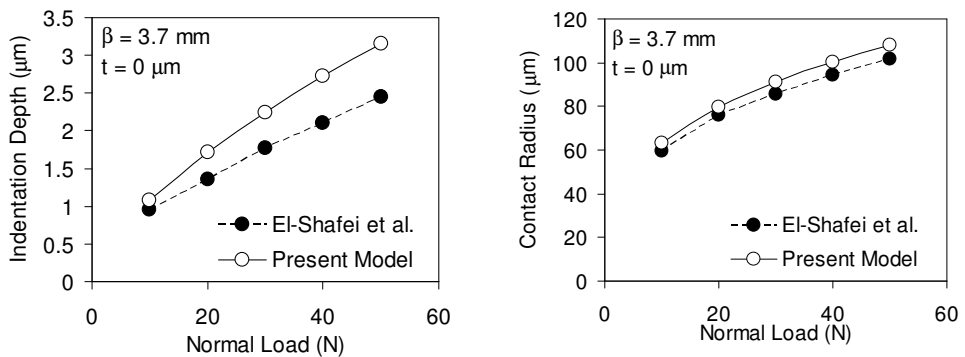 3.5
3
2.5
2
1.5
1
0.5
0
Indentation Depth (μm)
β = 3.7 mm
t = 0 μm
El-Shafei et al.
Present Model
0 20 40 60
Normal Load (N)
120
100
80
60
40
20
0
Contact Radius (μm)
β = 3.7 mm
t = 0 μm
El-Shafei et al.
Present Model
0 20 40 60
Normal Load (N)